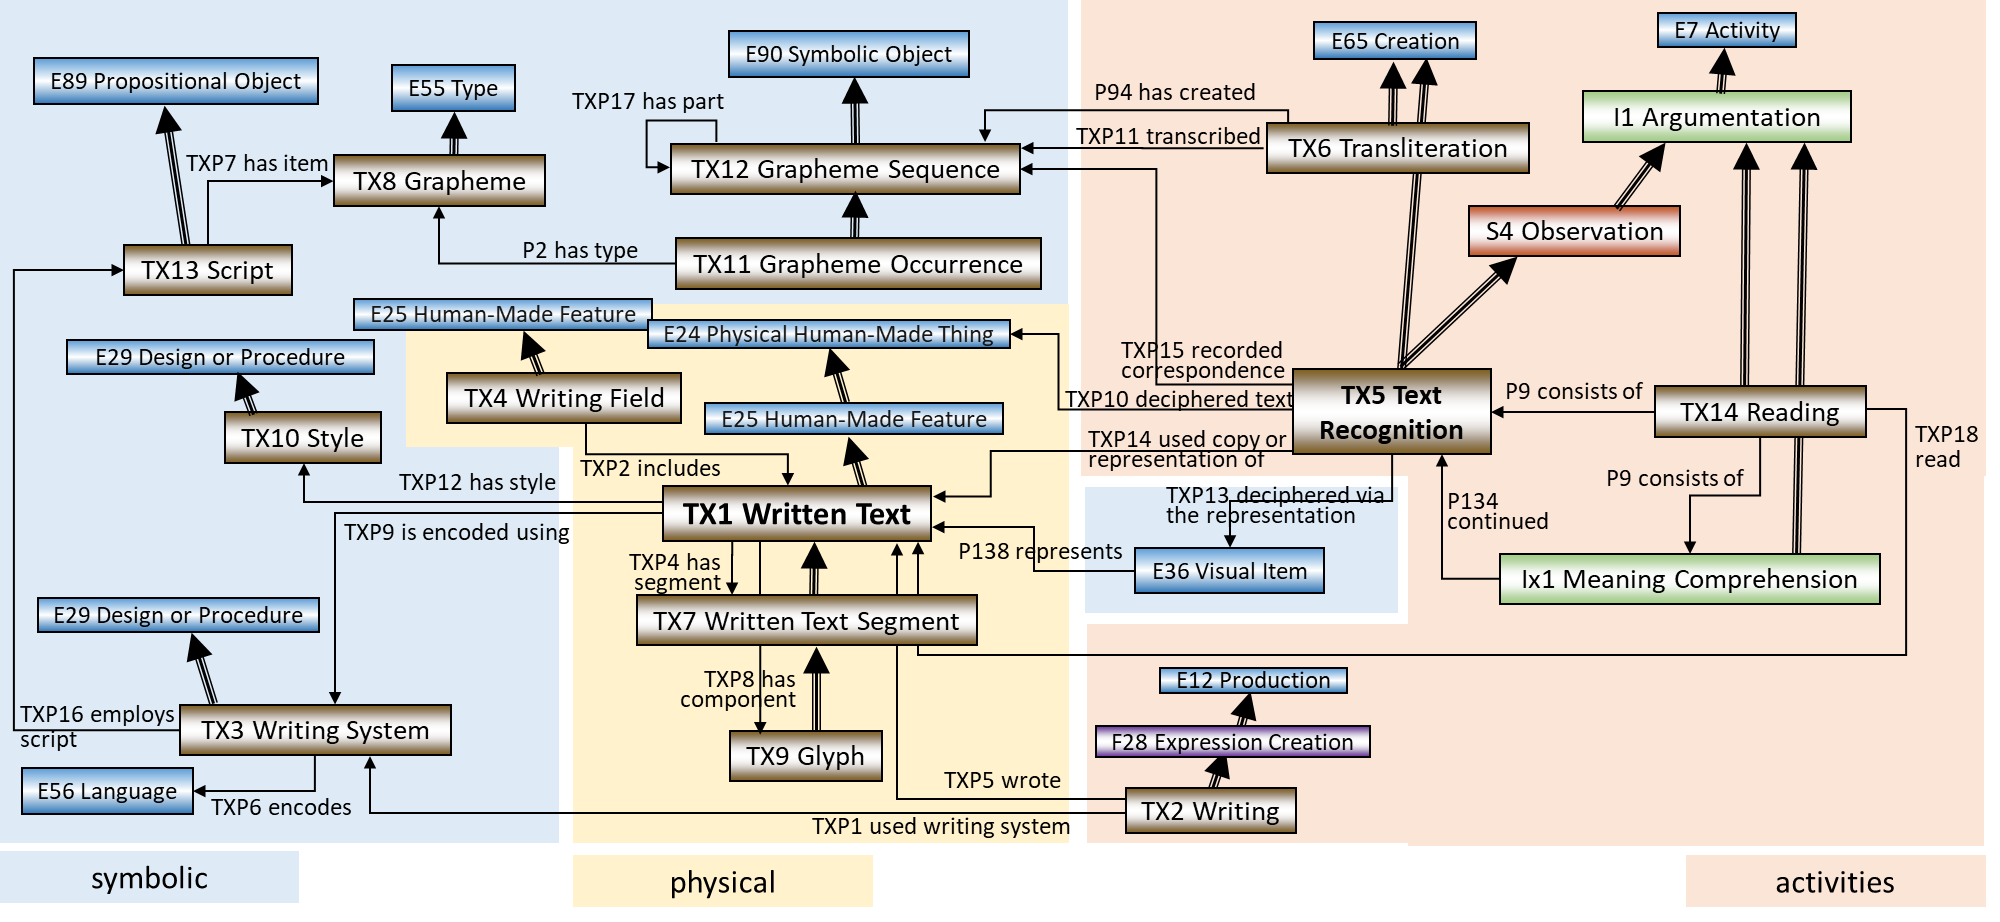 E89 Propositional Object
E55 Type
E90 Symbolic Object
E65 Creation
E7 Activity
TXP17 has part
P94 has created
I1 Argumentation
TXP11 transcribed
TX6 Transliteration
TXP7 has item
TX8 Grapheme
TX12 Grapheme Sequence
S4 Observation
P2 has type
TX11 Grapheme Occurrence
TX13 Script
E25 Human-Made Feature
E24 Physical Human-Made Thing
E29 Design or Procedure
TX4 Writing Field
TXP15 recorded
correspondence
TXP10 deciphered text
TX5 Text
Recognition
P9 consists of
TX14 Reading
TXP18
read
E25 Human-Made Feature
TX10 Style
TXP14 used copy or
representation of
TXP2 includes
TXP12 has style
P9 consists of
TX1 Written Text
TXP13 deciphered via
the representation
P134
continued
TXP9 is encoded using
P138 represents
TXP4 has
segment
E36 Visual Item
Ix1 Meaning Comprehension
E29 Design or Procedure
TX7 Written Text Segment
TXP8 has
component
E12 Production
TXP16 employs
script
TX3 Writing System
F28 Expression Creation
TX9 Glyph
TXP5 wrote
E56 Language
TXP6 encodes
TX2 Writing
TXP1 used writing system
symbolic
physical
activities